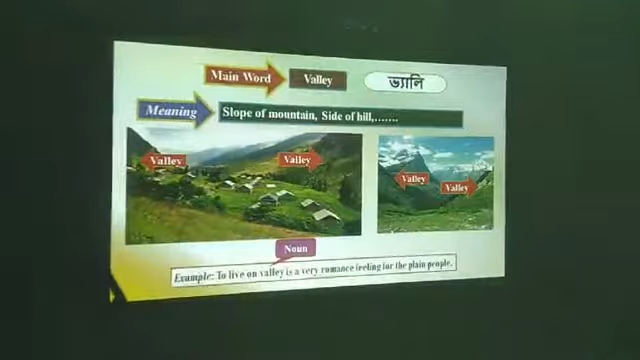 Main Word Valley ভ্যালি
Meaning Slope of mountain, Side of hill,.......
Valley Valley Valley Valley
Noun
Example: To live on valley is a very romance feeling for the plain people.